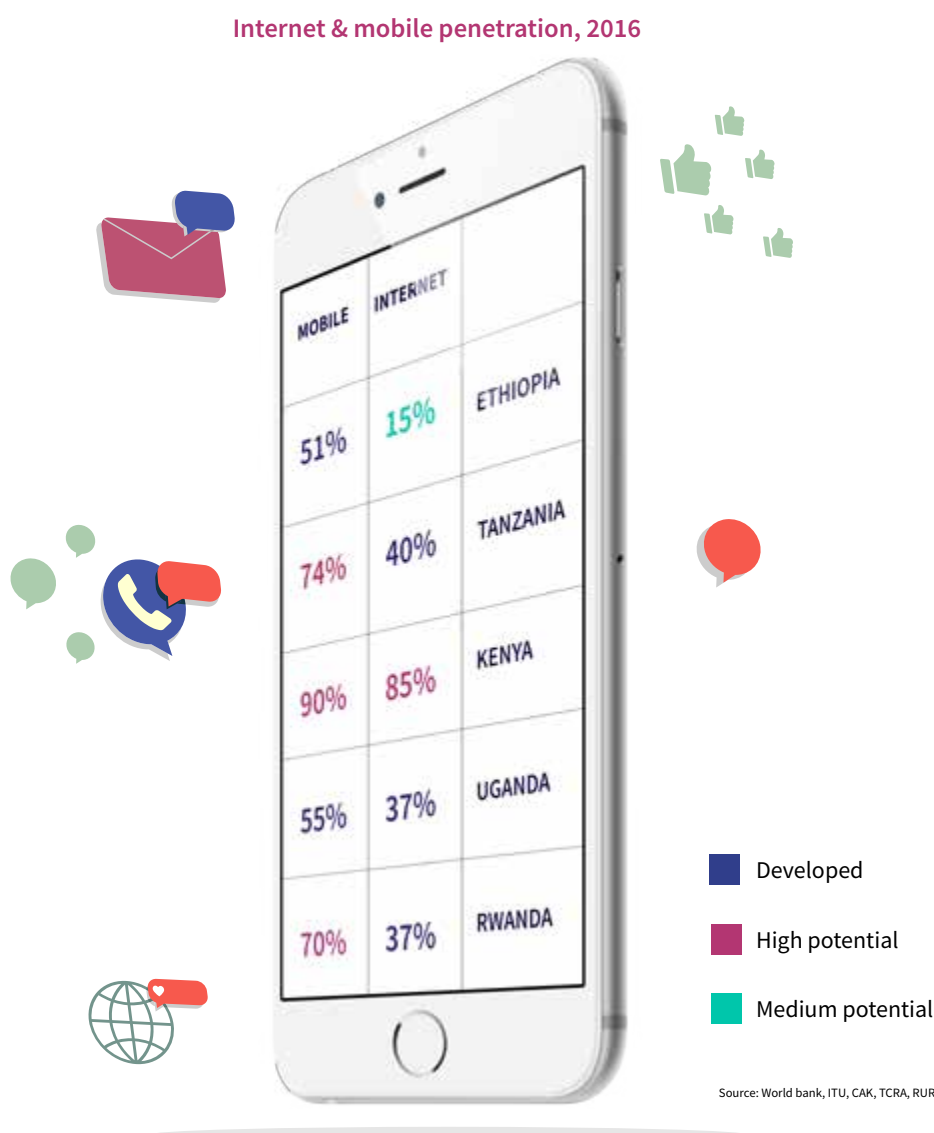 Internet & mobile penetration, 2016
MOBILE INTERNET
51% 15% ETHIOPIA
74% 40% TANZANIA
90% 85% KENYA
55% 37% UGANDA
70% 37% RWANDA
Developed
High potential
Medium potential
Source: World bank, ITU, CAK, TCRA, RUR